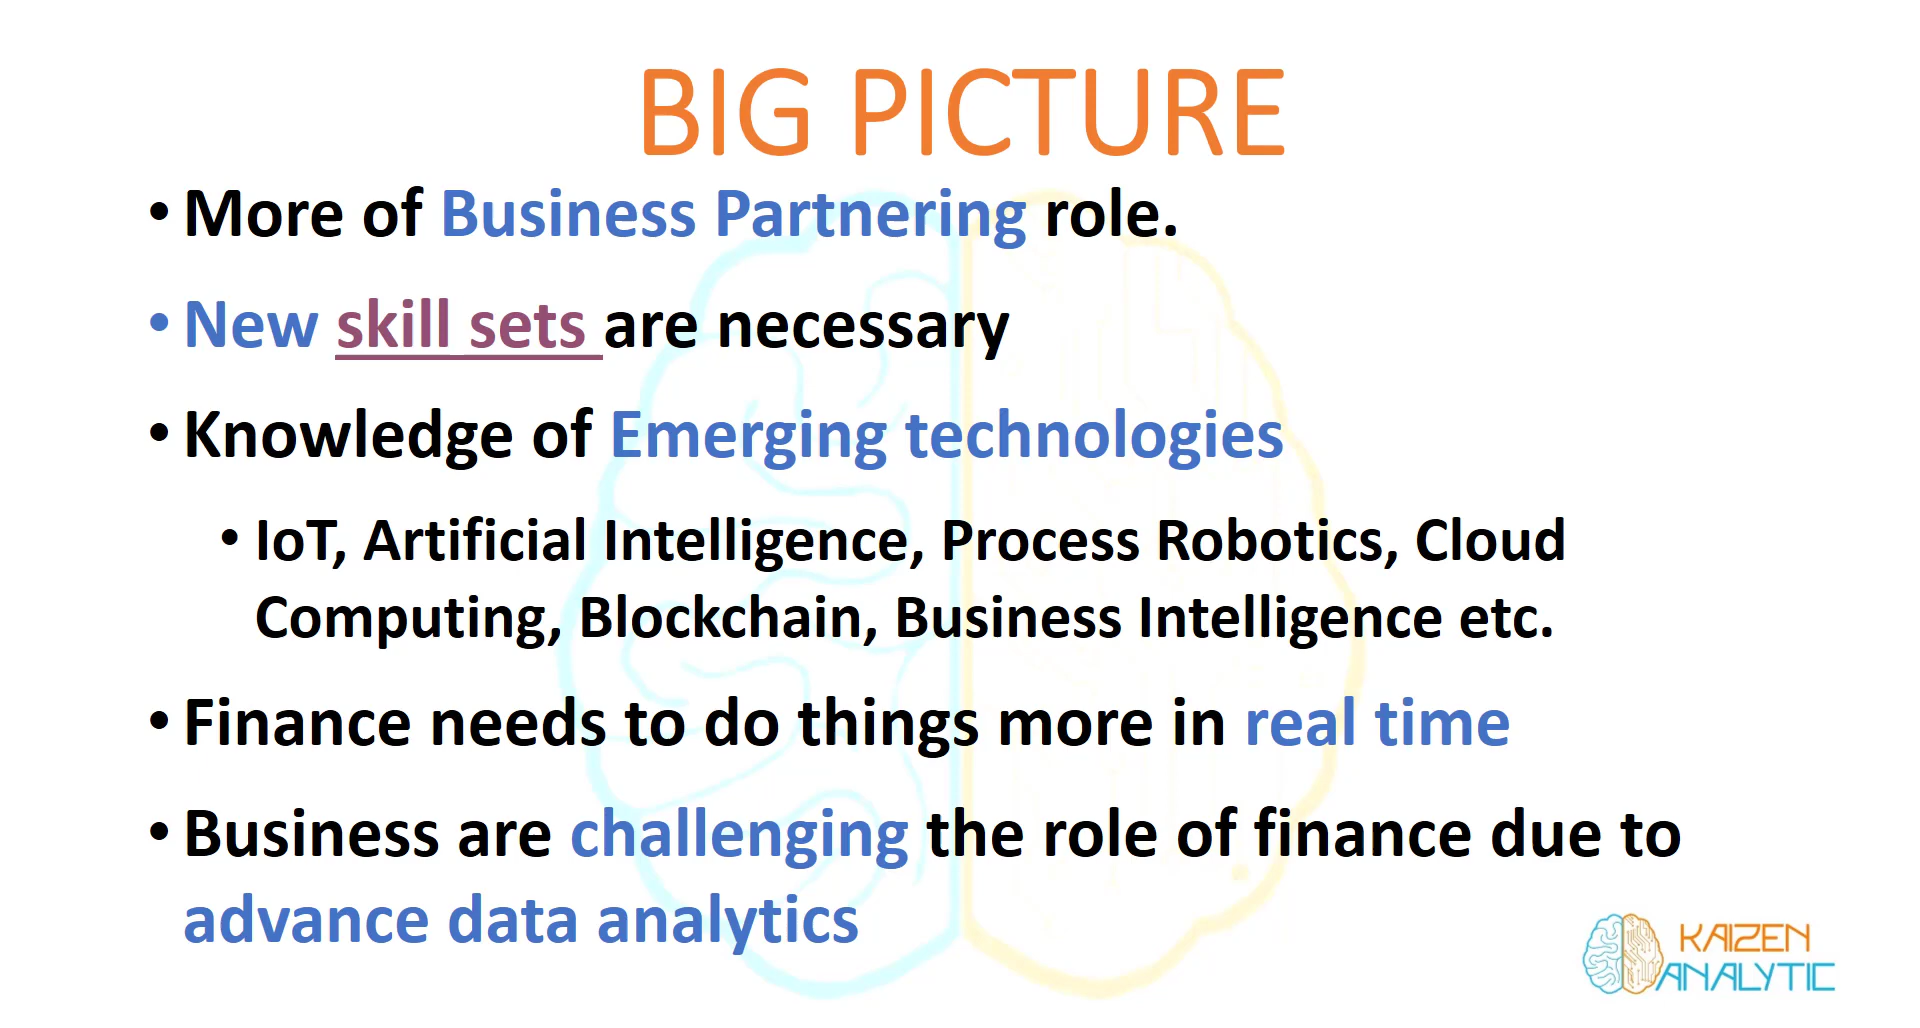 BIG PICTURE
• More of Business Partnering role.
• New skill sets are necessary
• Knowledge of Emerging technologies
• IoT, Artificial Intelligence, Process Robotics, Cloud
Computing, Blockchain, Business Intelligence etc.
• Finance needs to do things more in real time
• Business are challenging the role of finance due to
advance data analytics
KAIZEN
ANALYTIC